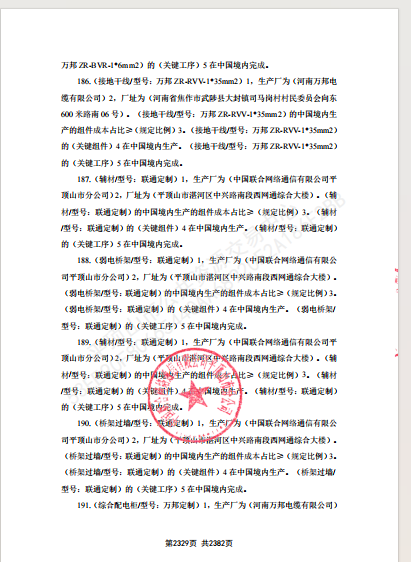 万邦 ZR-BVR-1*6mm2）的（关键工序）5 在中国境内完成。
186.（接地干线/型号：万邦 ZR-RVV-1*35mm2）1，生产厂为（河南万邦电
缆有限公司）2，厂址为（河南省焦作市武陟县大封镇司马岗村村民委员会向东
600 米路南 06 号）。（接地干线/型号：万邦 ZR-RVV-1*35mm2）的中国境内生
产的组件成本占比≥（规定比例）3。（接地干线/型号：万邦 ZR-RVV-1*35mm2）
的（关键组件）4 在中国境内生产。（接地干线/型号：万邦 ZR-RVV-1*35mm2）
的（关键工序）5 在中国境内完成。
187.（辅材/型号：联通定制）1，生产厂为（中国联合网络通信有限公司平
顶山市分公司）2，厂址为（平顶山市湛河区中兴路南段西网通综合大楼）。（辅
材/型号：联通定制）的中国境内生产的组件成本占比≥（规定比例）3。（辅材/
型号：联通定制）的（关键组件）4 在中国境内生产。（辅材/型号：联通定制）
的（关键工序）5 在中国境内完成。
188.（弱电桥架/型号：联通定制）1，生产厂为（中国联合网络通信有限公
司平顶山市分公司）2，厂址为（平顶山市湛河区中兴路南段西网通综合大楼）。
（弱电桥架/型号：联通定制）的中国境内生产的组件成本占比≥（规定比例）3。
（弱电桥架/型号：联通定制）的（关键组件）4 在中国境内生产。（弱电桥架/
型号：联通定制）的（关键工序）5 在中国境内完成。
189.（辅材/型号：联通定制）1，生产厂为（中国联合网络通信有限公司平
顶山市分公司）2，厂址为（平顶山市湛河区中兴路南段西网通综合大楼）。（辅材
/型号：联通定制）的中国境内生产的组件成本占比≥（规定比例）3。（辅材
/型号：联通定制）的（关键组件）4 在中国境内生产。（辅材/型号：联通定制）
的（关键工序）5 在中国境内完成。
190.（桥架过墙/型号：联通定制）1，生产厂为（中国联合网络通信有限公
司平顶山市分公司）2，厂址为（平顶山市湛河区中兴路南段西网通综合大楼）。
（桥架过墙/型号：联通定制）的中国境内生产的组件成本占比≥（规定比例）3。
（桥架过墙/型号：联通定制）的（关键组件）4 在中国境内生产。（桥架过墙/
型号：联通定制）的（关键工序）5 在中国境内完成。
191.（综合配电柜/型号：万邦定制）1，生产厂为（河南万邦电缆有限公司）
第2329页 共2382页